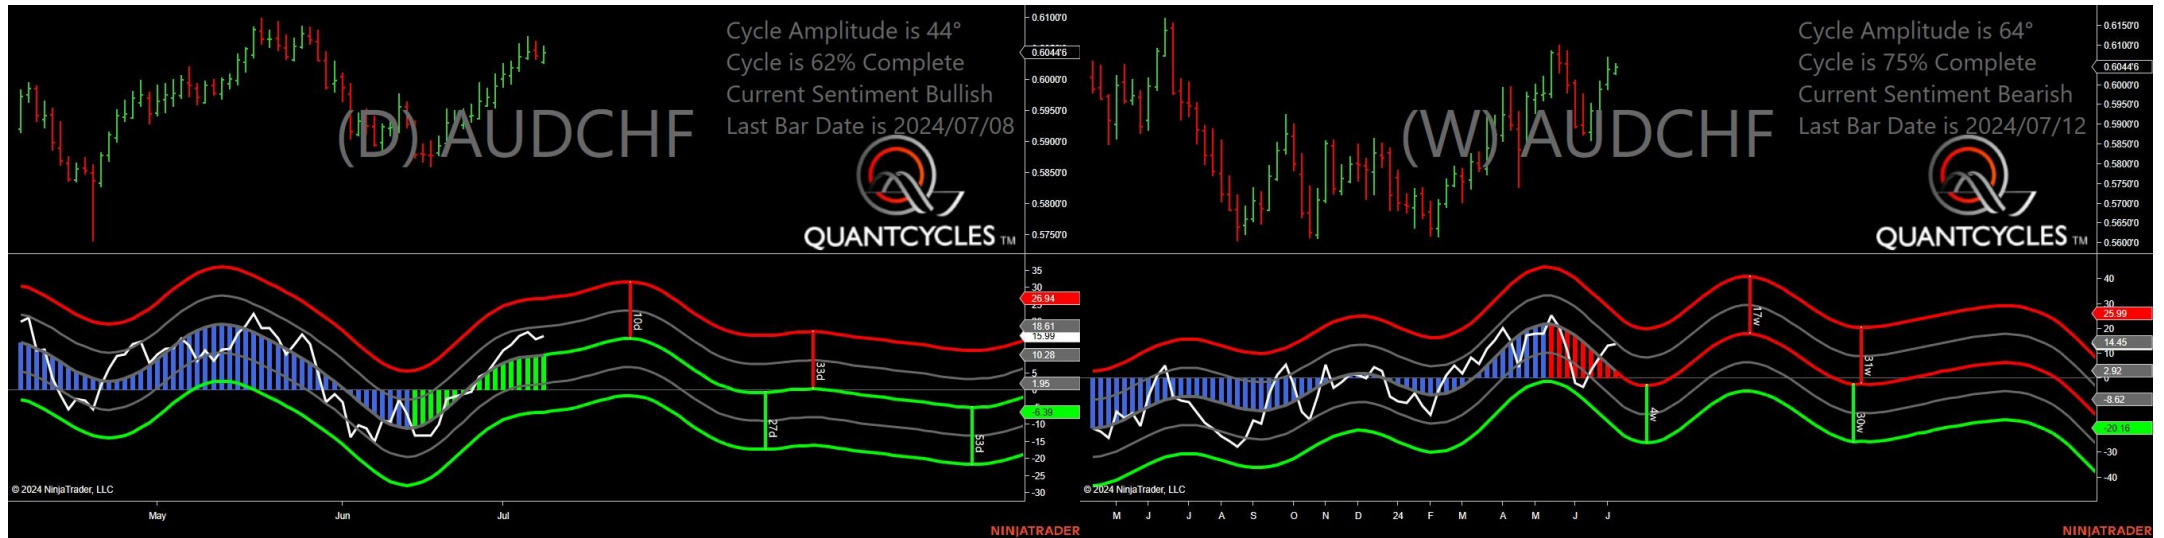 Cycle Amplitude is 44°
Cycle is 62% Complete
Current Sentiment Bullish
Last Bar Date is 2024/07/08
(D) AUDCHF
QUANTCYCLES TM
0.6100'0
0.6044'6
0.6000'0
0.5950'0
0.5900'0
0.5850'0
0.5800'0
0.5750'0
35
30
26.94
18.61
15.99
10.28
5
1.95
-6.39
-10
-15
-20
-25
-30
10d
33d
27d
53d
© 2024 NinjaTrader, LLC
May Jun Jul
NINJATRADER
Cycle Amplitude is 64°
Cycle is 75% Complete
Current Sentiment Bearish
Last Bar Date is 2024/07/12
(W) AUDCHF
QUANTCYCLES TM
0.6150'0
0.6100'0
0.6044'6
0.6000'0
0.5950'0
0.5900'0
0.5850'0
0.5800'0
0.5750'0
0.5700'0
0.5650'0
0.5600'0
40
30
25.99
20
14.45
10
2.92
0
-8.62
-20.16
-30
-40
17w
31w
4w
30w
© 2024 NinjaTrader, LLC
M J J A S O N D 24 F M A M J J
NINJATRADER